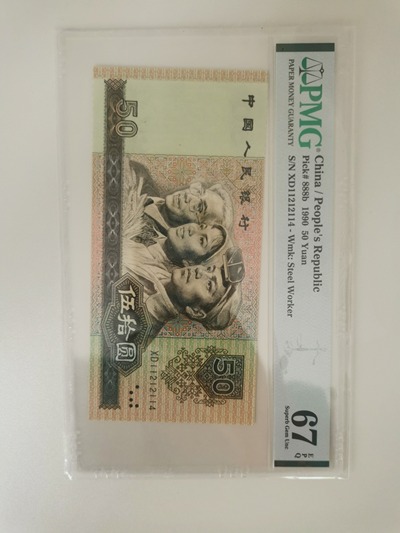 PMG
PAPER MONEY GUARANTY
China / People's Republic
Pick# 888b 1990 50 Yuan
S/N XD11212114 - Wmk: Steel Worker
67
EPQ
Superb Gem Unc
中国人民银行
50
伍拾圆
XD11212114
50